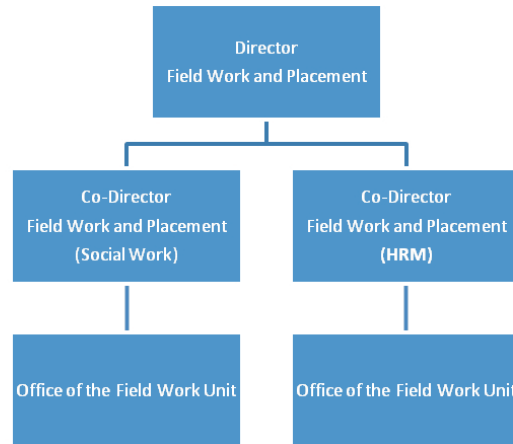 Director
Field Work and Placement
Co-Director
Field Work and Placement
(Social Work)
Co-Director
Field Work and Placement
(HRM)
Office of the Field Work Unit
Office of the Field Work Unit